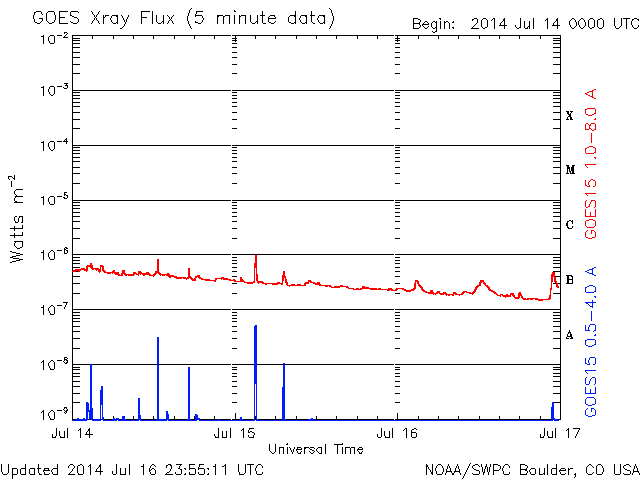 GOES Xray Flux (5 minute data)
Begin: 2014 Jul 14 0000 UTC
Watts m⁻²
10⁻²
10⁻³
10⁻⁴
10⁻⁵
10⁻⁶
10⁻⁷
10⁻⁸
10⁻⁹
X
M
C
B
A
GOES15 1.0−8.0 A
GOES15 0.5−4.0 A
Jul 14
Jul 15
Jul 16
Jul 17
Universal Time
Updated 2014 Jul 16 23:55:11 UTC
NOAA/SWPC Boulder, CO USA